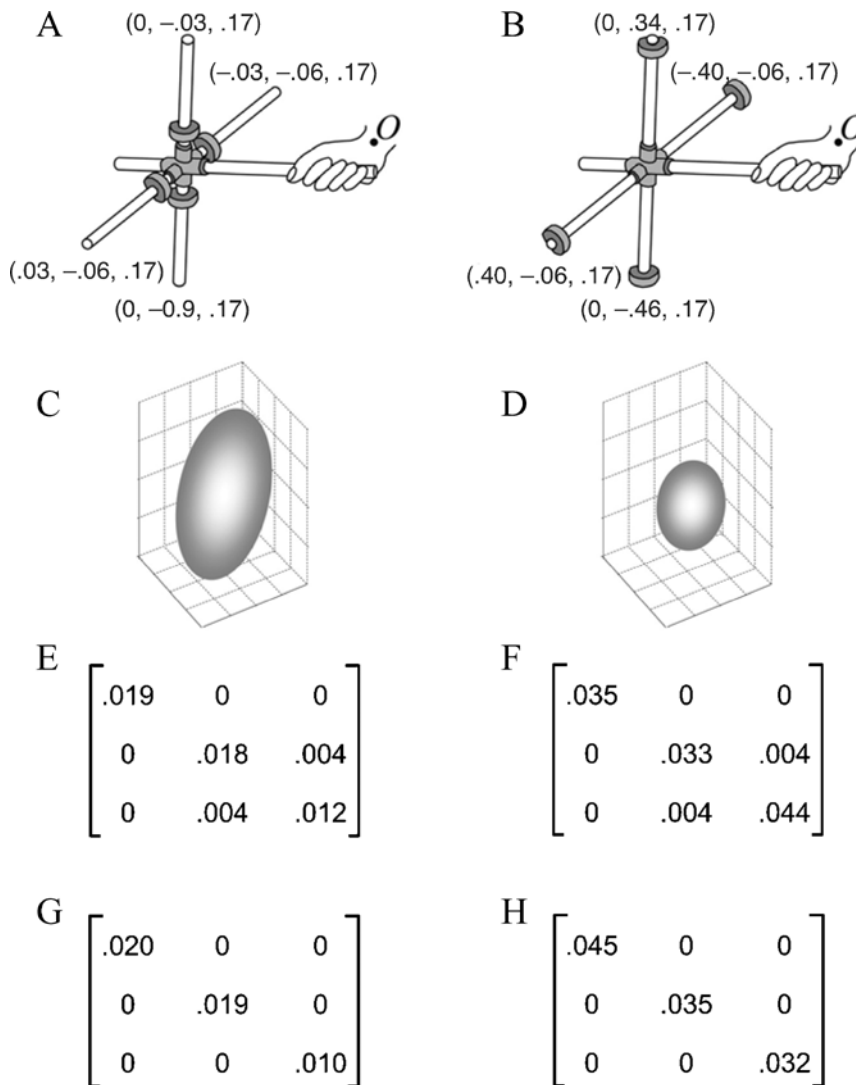 A
(0, –.03, .17)
(–.03, –.06, .17)
O
(.03, –.06, .17)
(0, –0.9, .17)
B
(0, .34, .17)
(–.40, –.06, .17)
O
(.40, –.06, .17)
(0, –.46, .17)
C
D
E
.019 0 0
0 .018 .004
0 .004 .012
F
.035 0 0
0 .033 .004
0 .004 .044
G
.020 0 0
0 .019 0
0 0 .010
H
.045 0 0
0 .035 0
0 0 .032